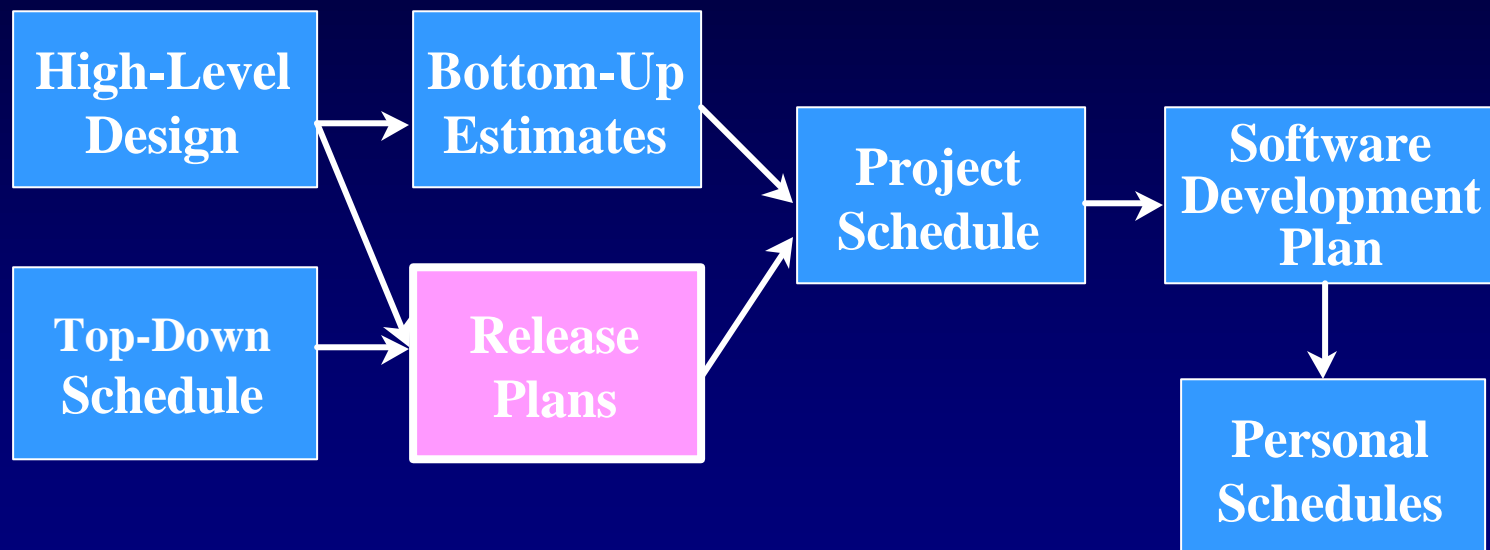 High-Level
Design
Bottom-Up
Estimates
Project
Schedule
Software
Development
Plan
Top-Down
Schedule
Release
Plans
Personal
Schedules